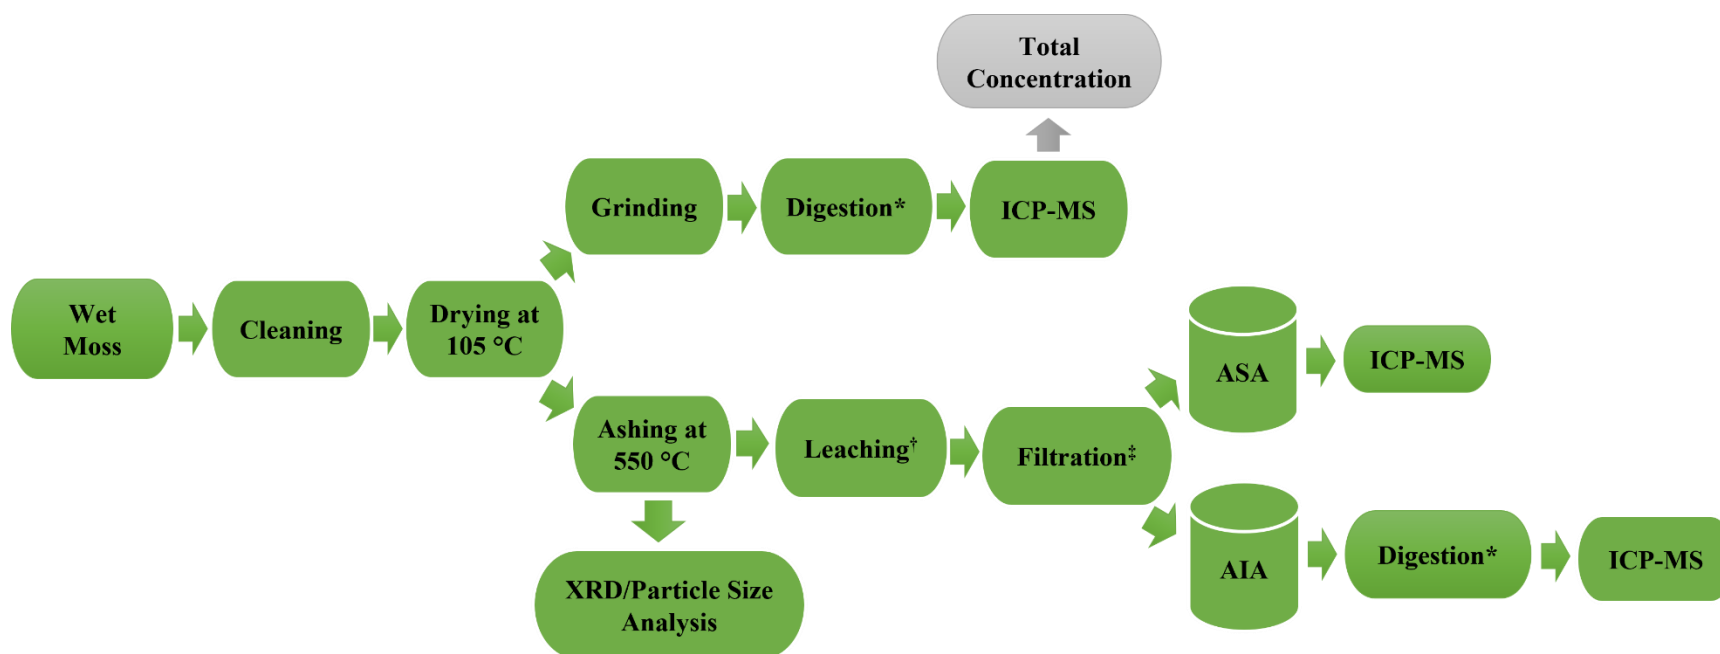 Total
Concentration
Grinding
Digestion*
ICP-MS
Wet
Moss
Cleaning
Drying at
105 °C
ASA
ICP-MS
Ashing at
550 °C
Leaching†
Filtration‡
AIA
Digestion*
ICP-MS
XRD/Particle Size
Analysis